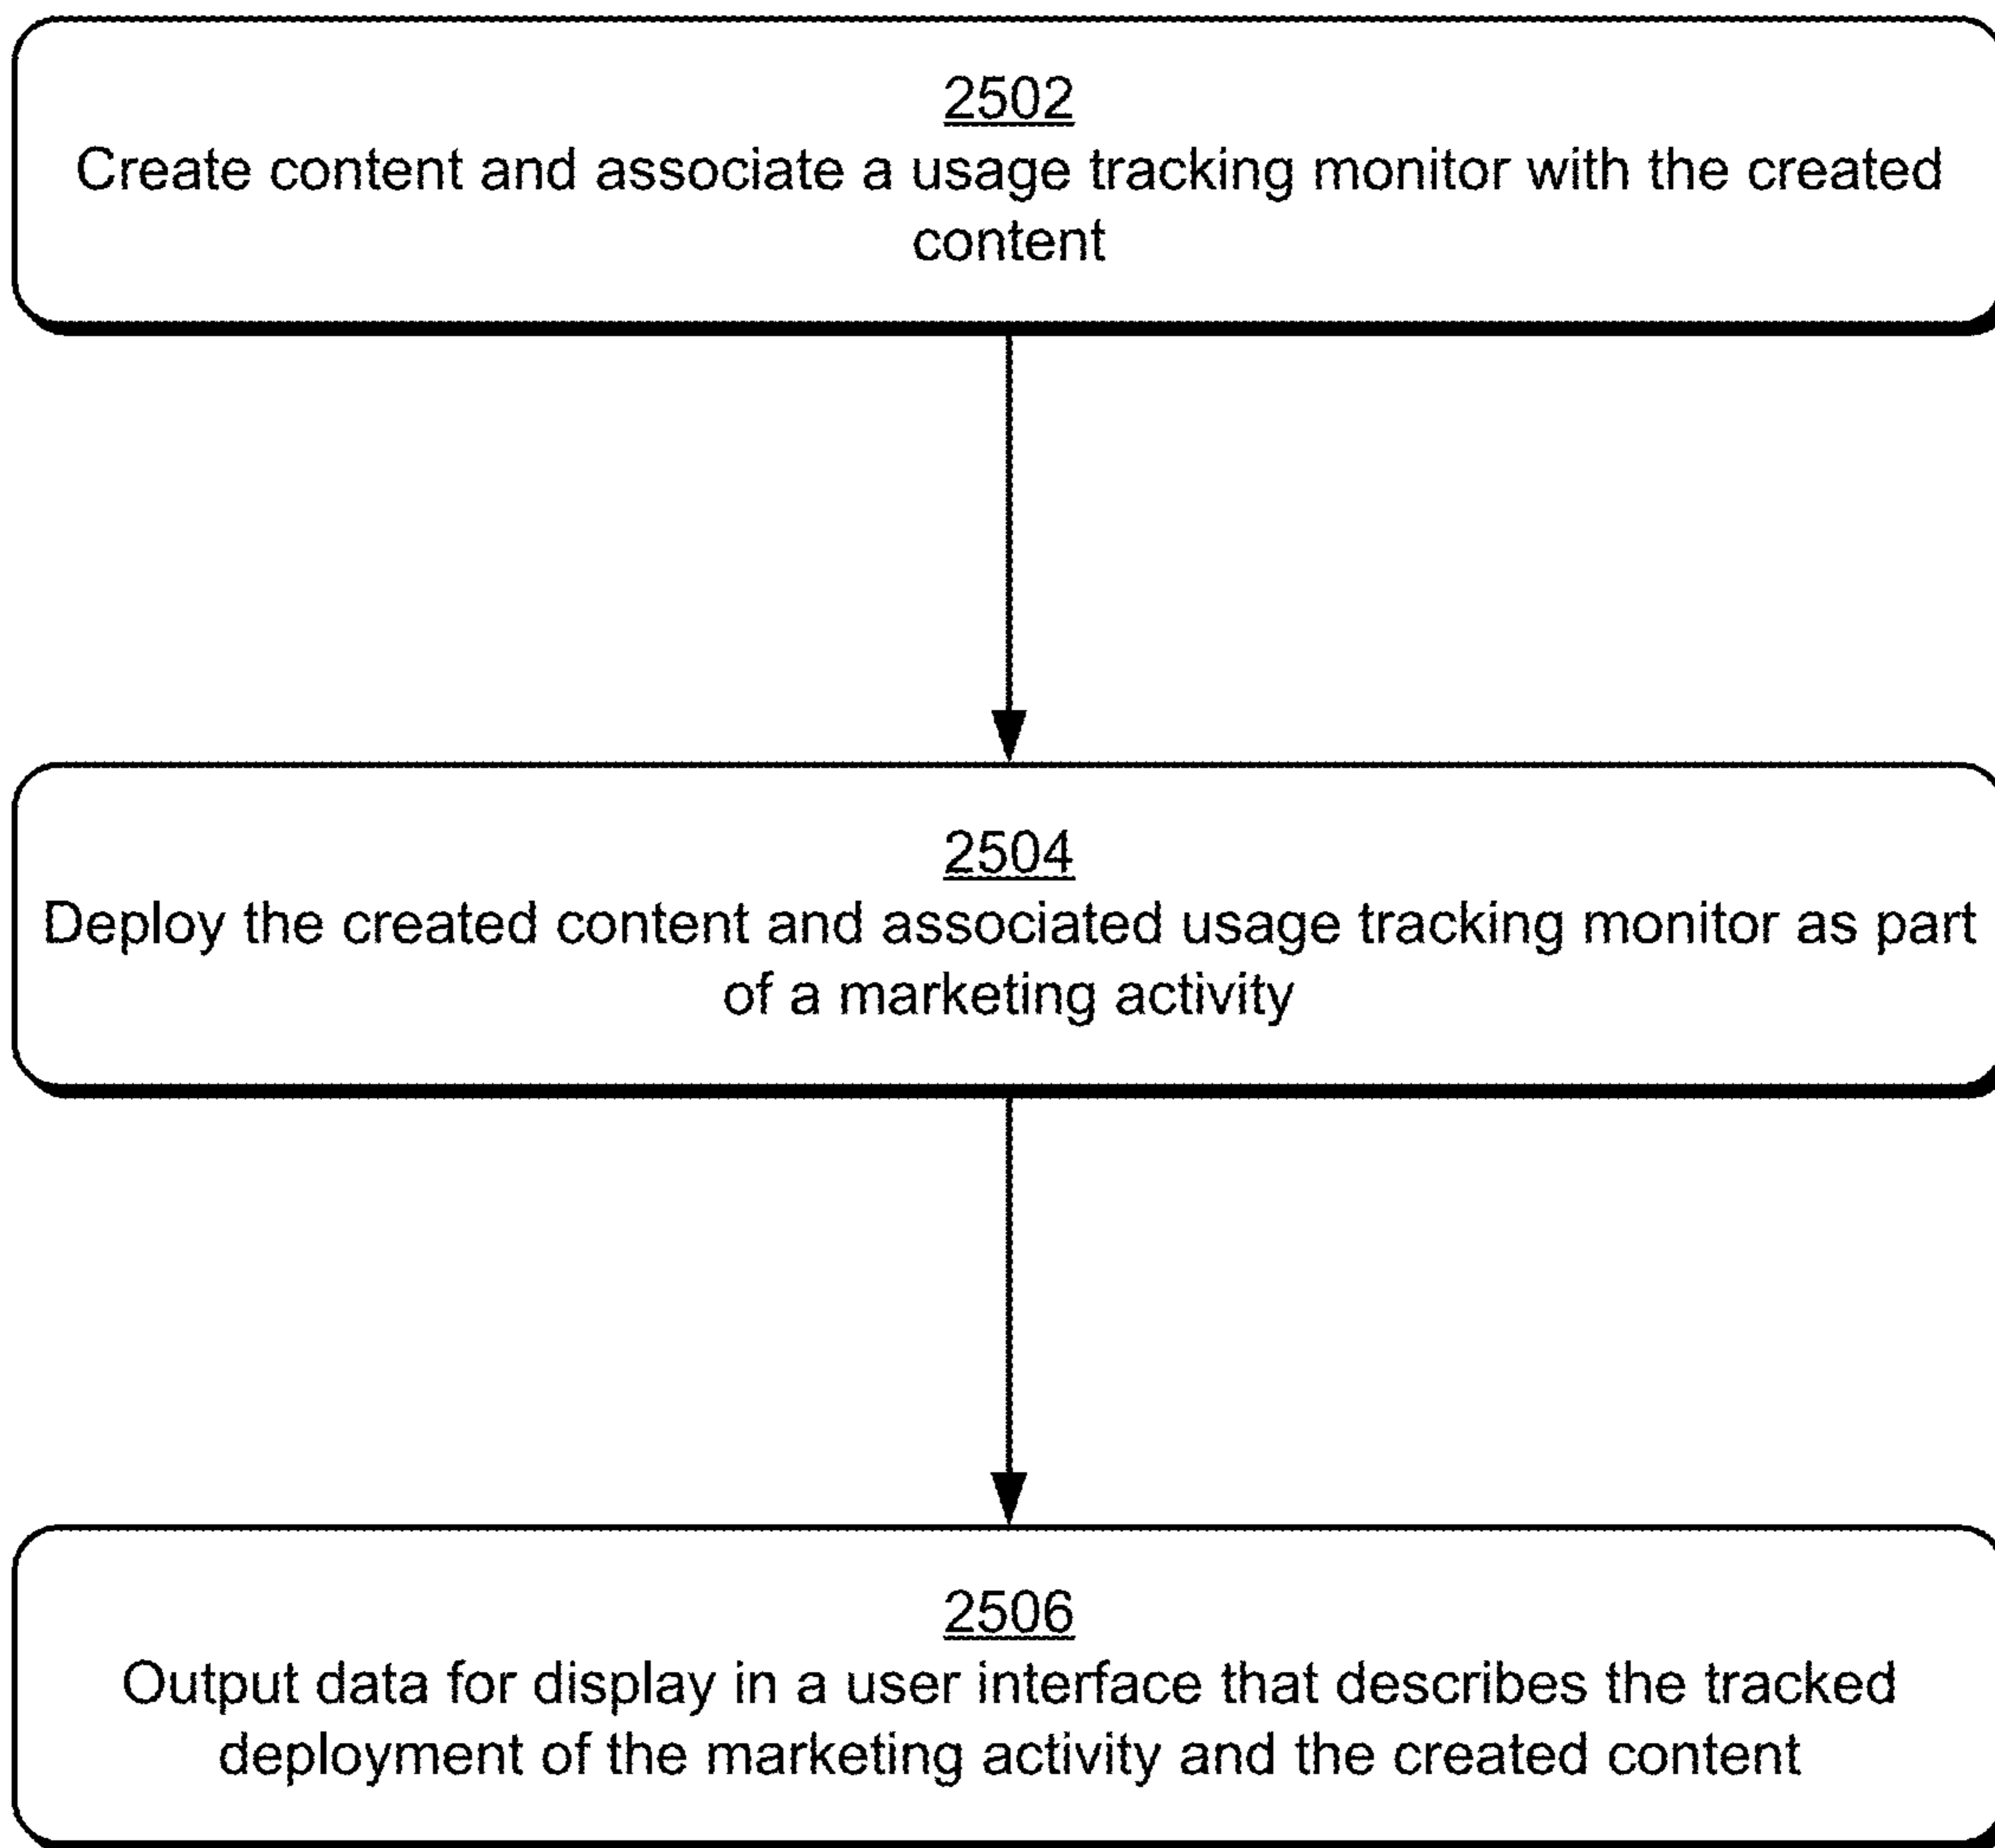 2502
Create content and associate a usage tracking monitor with the created
content
2504
Deploy the created content and associated usage tracking monitor as part
of a marketing activity
2506
Output data for display in a user interface that describes the tracked
deployment of the marketing activity and the created content